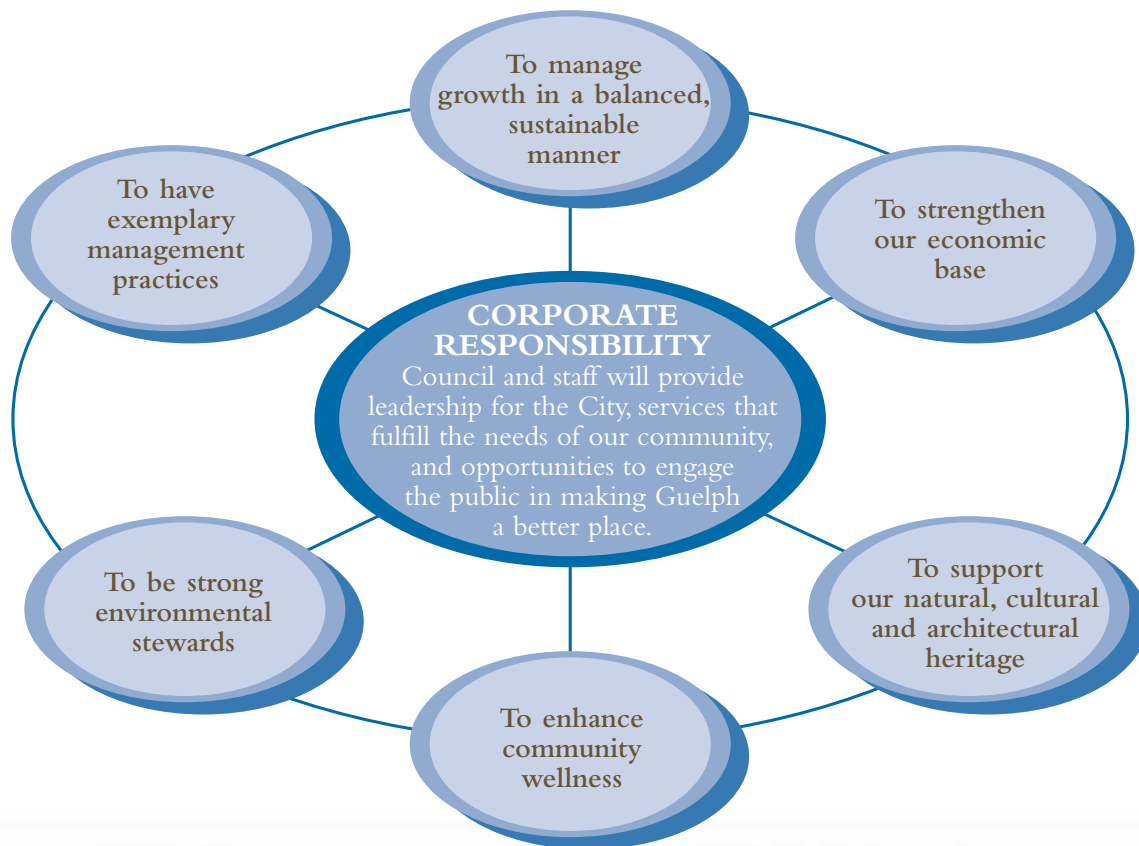 To manage
growth in a balanced,
sustainable
manner
To strengthen
our economic
base
To support
our natural, cultural
and architectural
heritage
To enhance
community
wellness
To be strong
environmental
stewards
To have
exemplary
management
practices
CORPORATE
RESPONSIBILITY
Council and staff will provide
leadership for the City, services that
fulfill the needs of our community,
and opportunities to engage
the public in making Guelph
a better place.